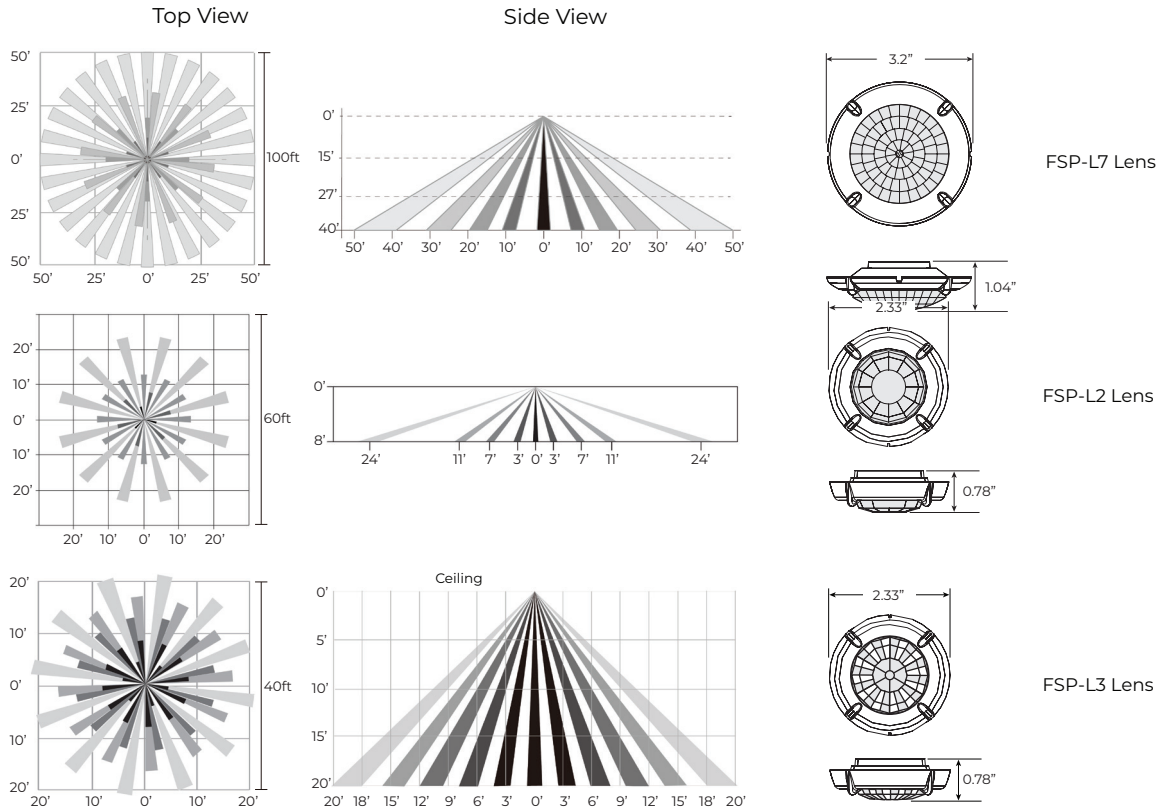 Top View
Side View
50’
25’
0’
25’
50’
50’ 25’ 0’ 25’ 50’
100ft
0’
15’
27’
40’
50’ 40’ 30’ 20’ 10’ 0’ 10’ 20’ 30’ 40’ 50’
3.2”
1.04”
FSP-L7 Lens
20’
10’
0’
10’
20’
20’ 10’ 0’ 10’ 20’
60ft
0’
8’
24’ 11’ 7’ 3’ 0’ 3’ 7’ 11’ 24’
2.33”
0.78”
FSP-L2 Lens
20’
10’
0’
10’
20’
20’ 10’ 0’ 10’ 20’
40ft
Ceiling
0’
5’
10’
15’
20’
20’ 18’ 15’ 12’ 9’ 6’ 3’ 0’ 3’ 6’ 9’ 12’ 15’ 18’ 20’
2.33”
0.78”
FSP-L3 Lens